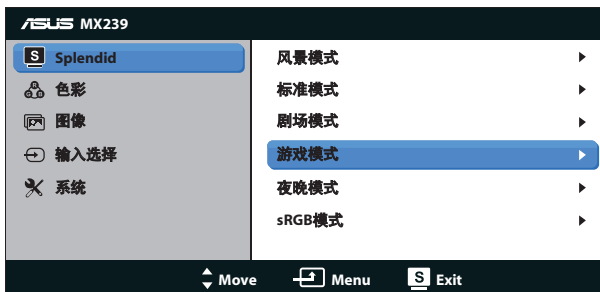 ASUS MX239
S Splendid
色彩
图像
输入选择
系统
风景模式
标准模式
剧场模式
游戏模式
夜晚模式
sRGB模式
Move Menu S Exit